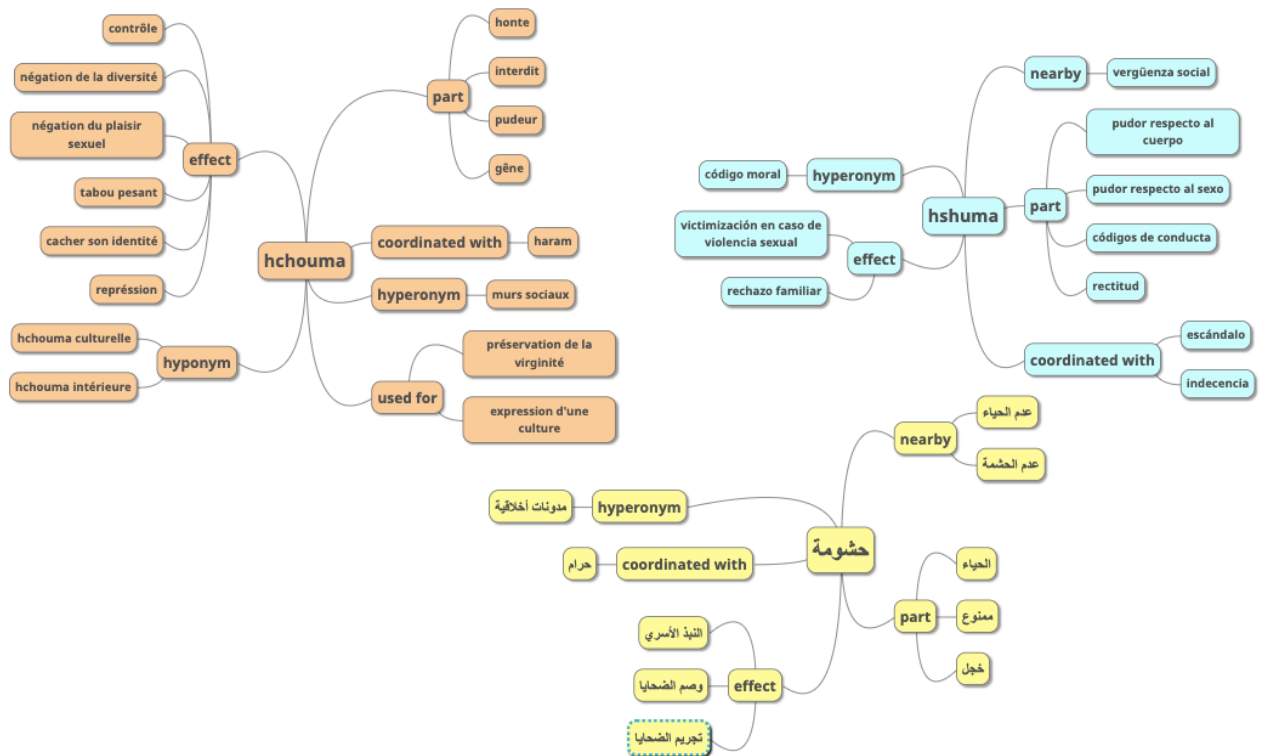 contrôle
négation de la diversité
négation du plaisir
sexuel
tabou pesant
cacher son identité
représsion
effect
hchouma culturelle
hchouma intérieure
hyponym
hchouma
part
honte
interdit
pudeur
gêne
coordinated with
haram
hyperonym
murs sociaux
used for
préservation de la
virginité
expression d'une
culture
hshuma
nearby
vergüenza social
part
pudor respecto al
cuerpo
pudor respecto al sexo
códigos de conducta
rectitud
coordinated with
escándalo
indecencia
hyperonym
código moral
effect
victimización en caso de
violencia sexual
rechazo familiar
حشومة
nearby
عدم الحياء
عدم الحشمة
part
الحياء
ممنوع
خجل
hyperonym
مدونات أخلاقية
coordinated with
حرام
effect
النبذ الأسري
وصم الضحايا
تجريم الضحايا